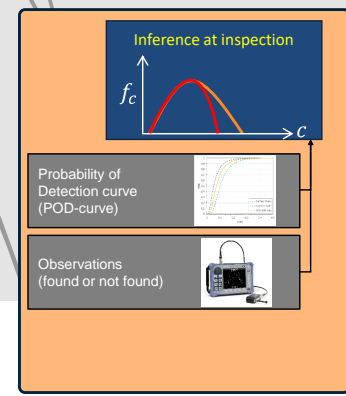 Inference at inspection
f_c
c
Probability of
Detection curve
(POD-curve)
Observations
(found or not found)